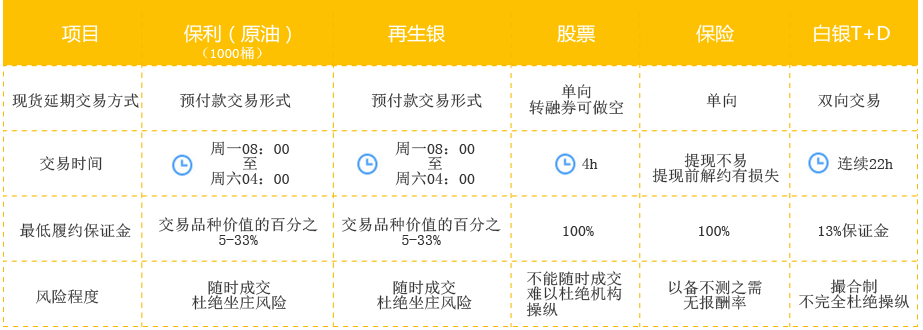 项目 保利（原油） 再生银 股票 保险 白银T+D
（1000桶）
现货延期交易方式 预付款交易形式 预付款交易形式 单向 单向 双向交易
转融券可做空
交易时间 周一08：00 周一08：00 4h 提现不易 连续22h
至 至 提现前解约有损失
周六04：00 周六04：00
最低履约保证金 交易品种价值的百分之 交易品种价值的百分之 100% 100% 13%保证金
5-33% 5-33%
风险程度 随时成交 随时成交 不能随时成交 以备不测之需 撮合制
杜绝坐庄风险 杜绝坐庄风险 难以杜绝机构 无报酬率 不完全杜绝操纵
操纵